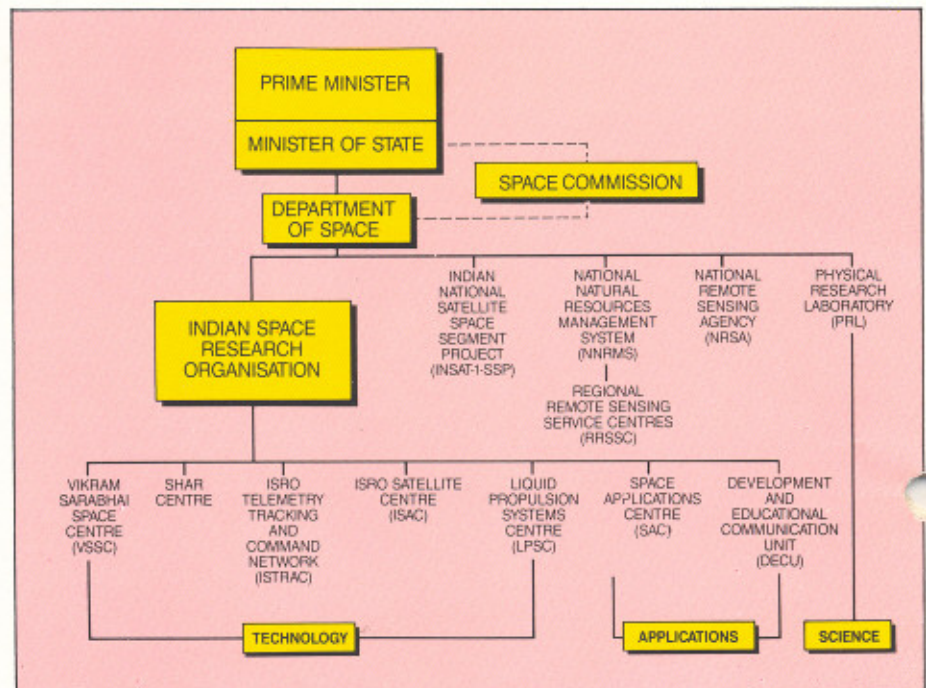 PRIME MINISTER
MINISTER OF STATE
SPACE COMMISSION
DEPARTMENT
OF SPACE
INDIAN SPACE
RESEARCH
ORGANISATION
INDIAN
NATIONAL
SATELLITE
SPACE
SEGMENT
PROJECT
(INSAT-1-SSP)
NATIONAL
NATURAL
RESOURCES
MANAGEMENT
SYSTEM
(NNRMS)
REGIONAL
REMOTE SENSING
SERVICE CENTRES
(RRSSC)
NATIONAL
REMOTE
SENSING
AGENCY
(NRSA)
PHYSICAL
RESEARCH
LABORATORY
(PRL)
VIKRAM
SARABHAI
SPACE
CENTRE
(VSSC)
SHAR
CENTRE
ISRO
TELEMETRY
TRACKING
AND
COMMAND
NETWORK
(ISTRAC)
ISRO SATELLITE
CENTRE
(ISAC)
LIQUID
PROPULSION
SYSTEMS
CENTRE
(LPSC)
SPACE
APPLICATIONS
CENTRE
(SAC)
DEVELOPMENT
AND
EDUCATIONAL
COMMUNICATION
UNIT
(DECU)
TECHNOLOGY
APPLICATIONS
SCIENCE